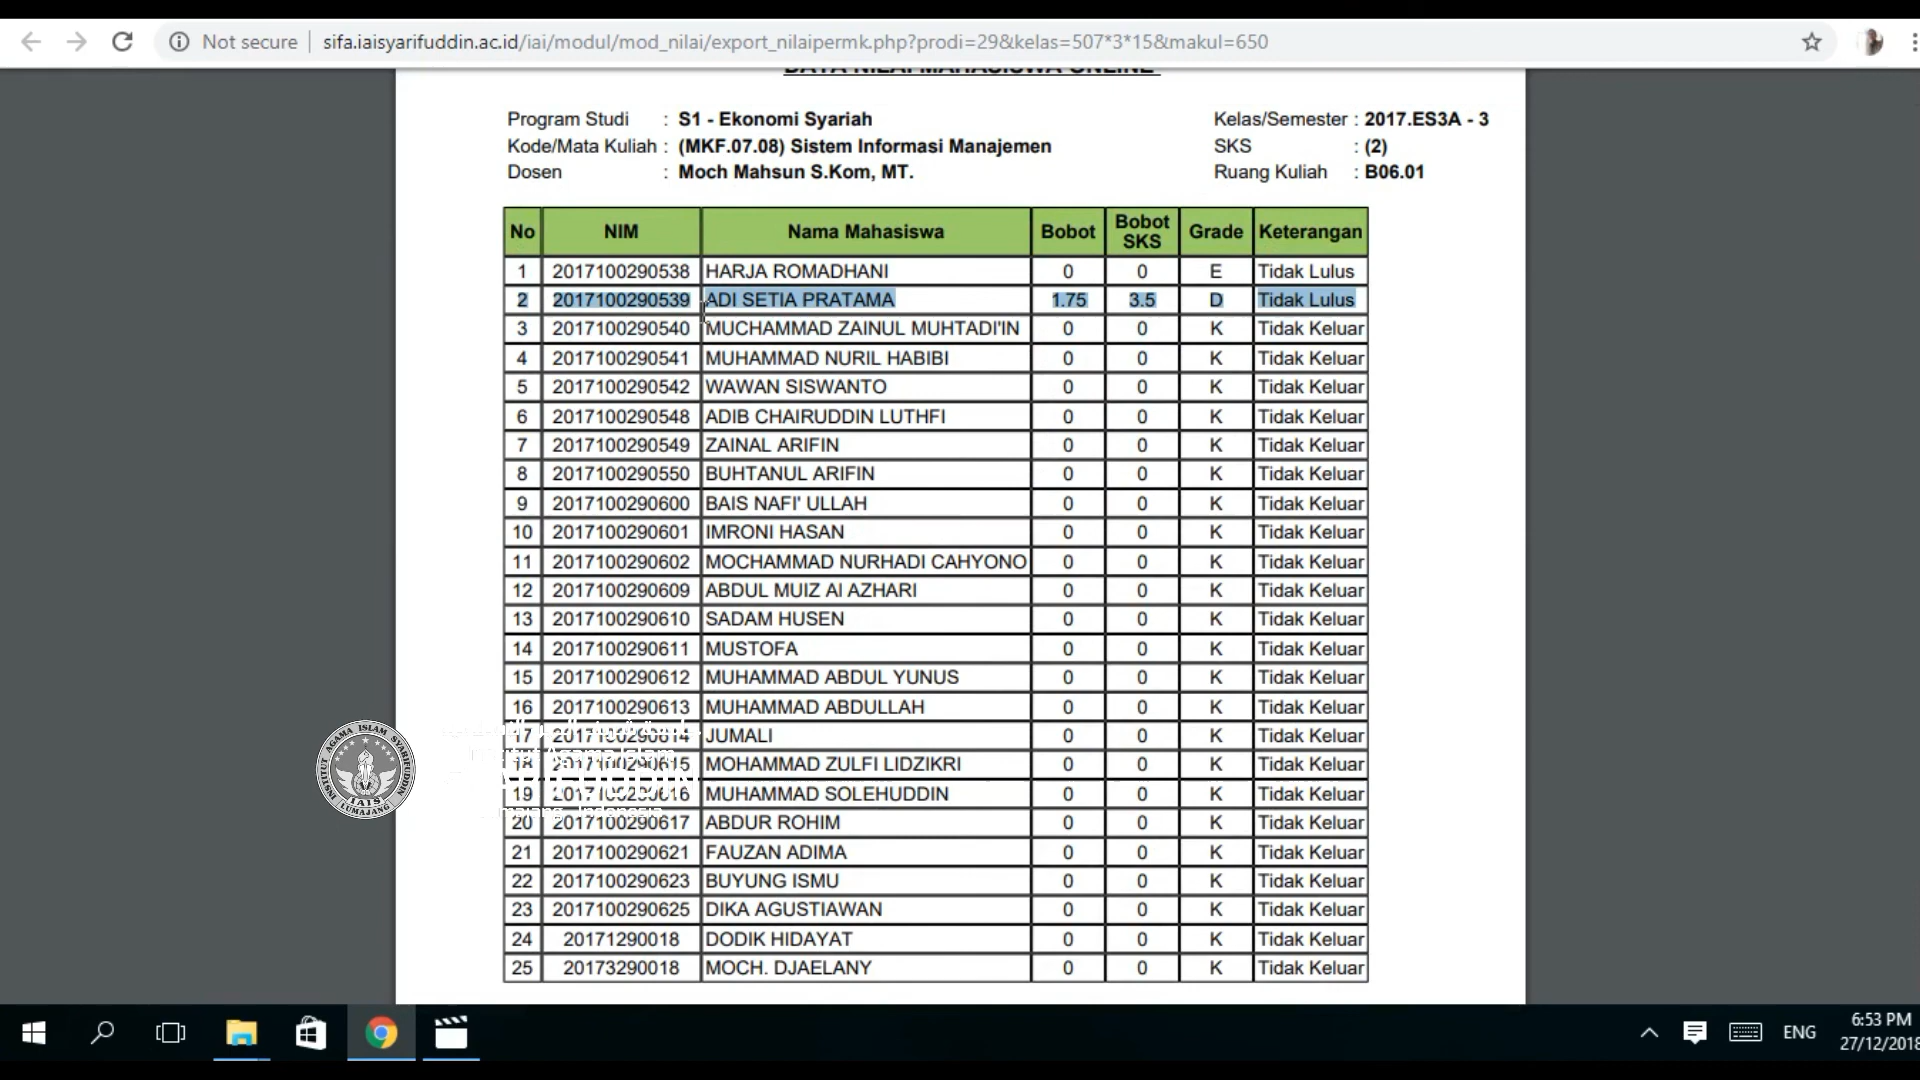 Not secure | sifa.iaisyarifuddin.ac.id/iai/modul/mod_nilai/export_nilaipermk.php?prodi=29&kelas=507*3*15&makul=650
DATA NILAI MAHASISWA ONLINE
Program Studi : S1 - Ekonomi Syariah Kelas/Semester : 2017.ES3A - 3
Kode/Mata Kuliah : (MKF.07.08) Sistem Informasi Manajemen SKS : (2)
Dosen : Moch Mahsun S.Kom, MT. Ruang Kuliah : B06.01
No NIM Nama Mahasiswa Bobot Bobot SKS Grade Keterangan
1 2017100290538 HARJA ROMADHANI 0 0 E Tidak Lulus
2 2017100290539 ADI SETIA PRATAMA 1.75 3.5 D Tidak Lulus
3 2017100290540 MUCHAMMAD ZAINUL MUHTADI'IN 0 0 K Tidak Keluar
4 2017100290541 MUHAMMAD NURIL HABIBI 0 0 K Tidak Keluar
5 2017100290542 WAWAN SISWANTO 0 0 K Tidak Keluar
6 2017100290548 ADIB CHAIRUDDIN LUTHFI 0 0 K Tidak Keluar
7 2017100290549 ZAINAL ARIFIN 0 0 K Tidak Keluar
8 2017100290550 BUHTANUL ARIFIN 0 0 K Tidak Keluar
9 2017100290600 BAIS NAFI' ULLAH 0 0 K Tidak Keluar
10 2017100290601 IMRONI HASAN 0 0 K Tidak Keluar
11 2017100290602 MOCHAMMAD NURHADI CAHYONO 0 0 K Tidak Keluar
12 2017100290609 ABDUL MUIZ Al AZHARI 0 0 K Tidak Keluar
13 2017100290610 SADAM HUSEN 0 0 K Tidak Keluar
14 2017100290611 MUSTOFA 0 0 K Tidak Keluar
15 2017100290612 MUHAMMAD ABDUL YUNUS 0 0 K Tidak Keluar
16 2017100290613 MUHAMMAD ABDULLAH 0 0 K Tidak Keluar
17 2017100290614 JUMALI 0 0 K Tidak Keluar
MOHAMMAD ZULFI LIDZIKRI 0 0 K Tidak Keluar
19 MUHAMMAD SOLEHUDDIN 0 0 K Tidak Keluar
20 2017100290617 ABDUR ROHIM 0 0 K Tidak Keluar
21 2017100290621 FAUZAN ADIMA 0 0 K Tidak Keluar
22 2017100290623 BUYUNG ISMU 0 0 K Tidak Keluar
23 2017100290625 DIKA AGUSTIAWAN 0 0 K Tidak Keluar
24 20171290018 DODIK HIDAYAT 0 0 K Tidak Keluar
25 20173290018 MOCH. DJAELANY 0 0 K Tidak Keluar
INSTITUT AGAMA ISLAM SYARIFUDDIN
IAIS
LUMAJANG
ENG
6:53 PM
27/12/2018